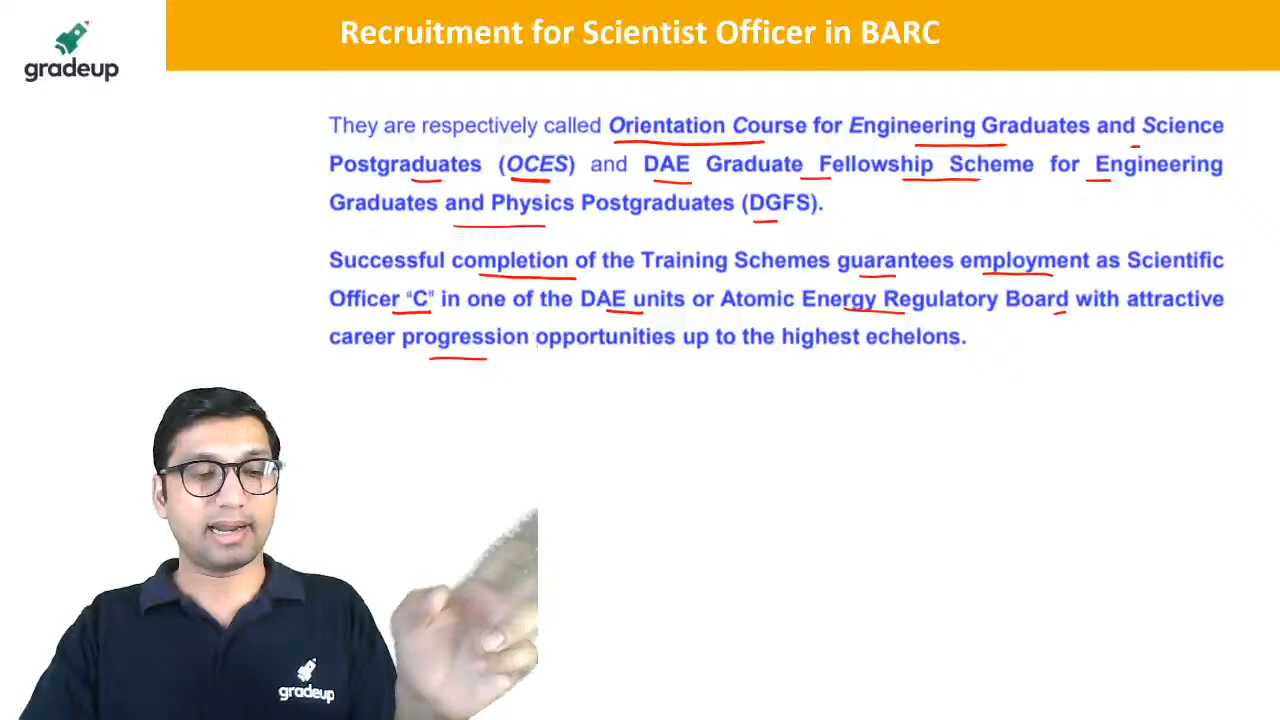 Recruitment for Scientist Officer in BARC
gradeup
They are respectively called Orientation Course for Engineering Graduates and Science
Postgraduates (OCES) and DAE Graduate Fellowship Scheme for Engineering
Graduates and Physics Postgraduates (DGFS).
Successful completion of the Training Schemes guarantees employment as Scientific
Officer “C” in one of the DAE units or Atomic Energy Regulatory Board with attractive
career progression opportunities up to the highest echelons.
gradeup